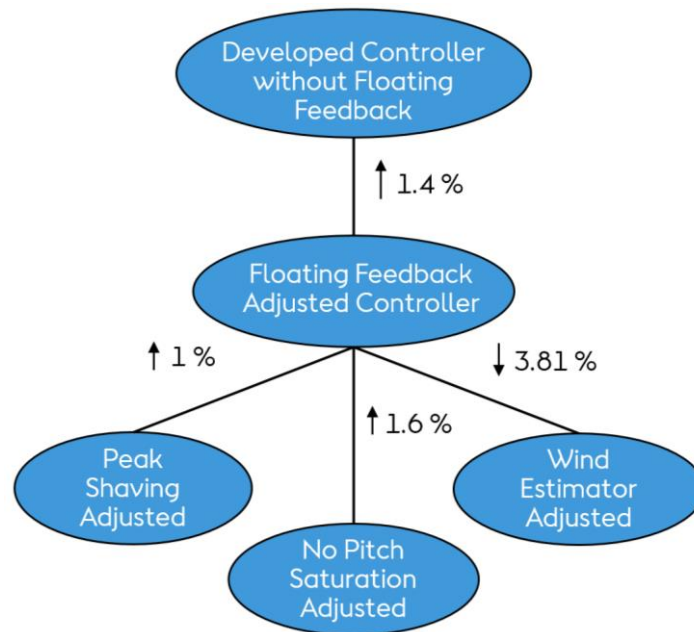 Developed Controller
without Floating
Feedback
↑ 1.4 %
Floating Feedback
Adjusted Controller
↑ 1 %
↑ 1.6 %
↓ 3.81 %
Peak
Shaving
Adjusted
No Pitch
Saturation
Adjusted
Wind
Estimator
Adjusted